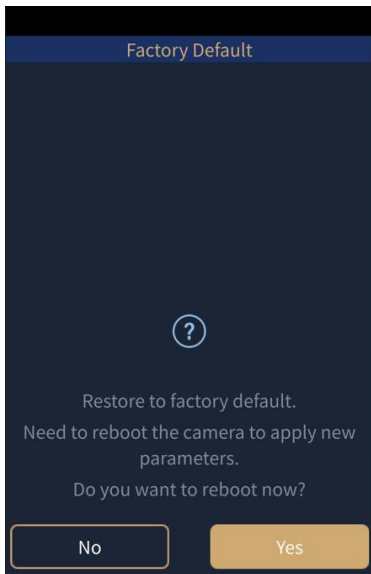 Factory Default
?
Restore to factory default.
Need to reboot the camera to apply new
parameters.
Do you want to reboot now?
No
Yes